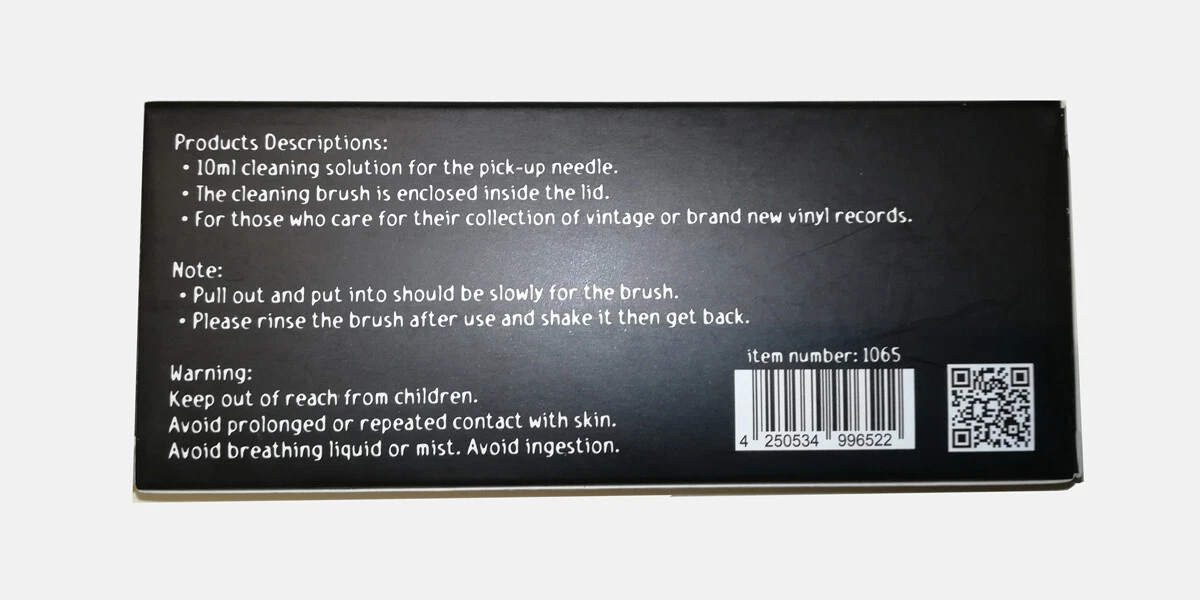 Products Descriptions:
• 10ml cleaning solution for the pick-up needle.
• The cleaning brush is enclosed inside the lid.
• For those who care for their collection of vintage or brand new vinyl records.
Note:
• Pull out and put into should be slowly for the brush.
• Please rinse the brush after use and shake it then get back.
Warning:
Keep out of reach from children.
Avoid prolonged or repeated contact with skin.
Avoid breathing liquid or mist. Avoid ingestion.
item number: 1065
4 250534 996522